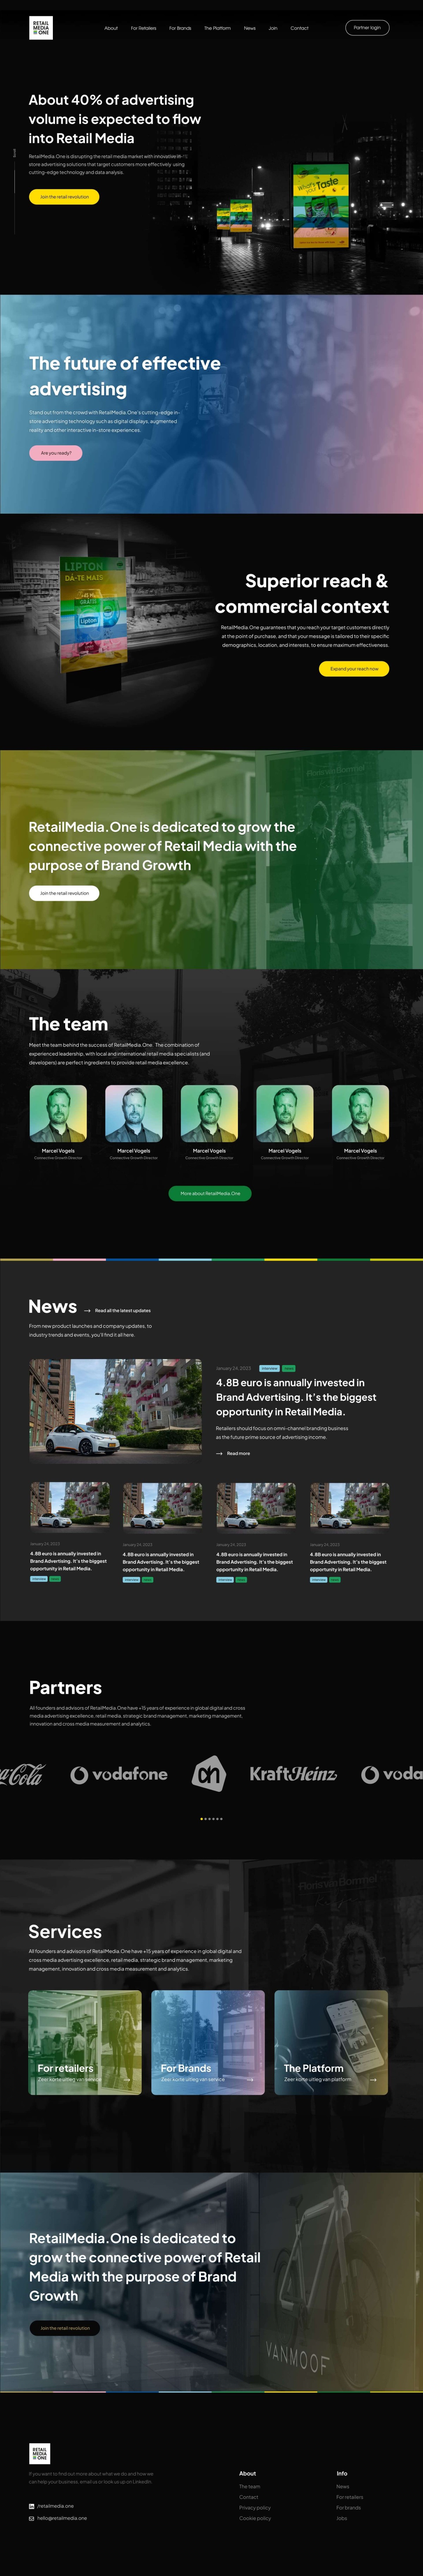 RETAIL
MEDIA
ONE
About
For Retailers
For Brands
The Platform
News
Join
Contact
Partner login
About 40% of advertising
volume is expected to flow
into Retail Media
RetailMedia.One is disrupting the retail media market with innovative in-
store advertising solutions that target customers more effectively using
cutting-edge technology and data analysis.
Scroll
Join the retail revolution
What's your
Taste
The future of effective
advertising
Stand out from the crowd with RetailMedia.One's cutting-edge in-
store advertising technology such as digital displays, augmented
reality and other interactive in-store experiences.
Are you ready?
LIPTON
DÁ-TE MAIS
Lipton
Superior reach &
commercial context
RetailMedia.One guarantees that you reach your target customers directly
at the point of purchase, and that your message is tailored to their specific
demographics, location, and interests, to ensure maximum effectiveness.
Expand your reach now
Floris van Bommel
RetailMedia.One is dedicated to grow the
connective power of Retail Media with the
purpose of Brand Growth
Join the retail revolution
The team
Meet the team behind the success of RetailMedia.One. The combination of
experienced leadership, with local and international retail media specialists (and
developers) are perfect ingredients to provide retail media excellence.
Marcel Vogels
Connective Growth Director
Marcel Vogels
Connective Growth Director
Marcel Vogels
Connective Growth Director
Marcel Vogels
Connective Growth Director
Marcel Vogels
Connective Growth Director
More about RetailMedia.One
News
Read all the latest updates
From new product launches and company updates, to
industry trends and events, you'll find it all here.
January 24, 2023
Interview
News
4.8B euro is annually invested in
Brand Advertising. It's the biggest
opportunity in Retail Media.
Retailers should focus on omni-channel branding business
as the future prime source of advertising income.
Read more
January 24, 2023
4.8B euro is annually invested in
Brand Advertising. It's the biggest
opportunity in Retail Media.
Interview
News
January 24, 2023
4.8B euro is annually invested in
Brand Advertising. It's the biggest
opportunity in Retail Media.
Interview
News
January 24, 2023
4.8B euro is annually invested in
Brand Advertising. It's the biggest
opportunity in Retail Media.
Interview
News
January 24, 2023
4.8B euro is annually invested in
Brand Advertising. It's the biggest
opportunity in Retail Media.
Interview
News
Partners
All founders and advisors of RetailMedia.One have +15 years of experience in global digital and cross
media advertising excellence, retail media, strategic brand management, marketing management,
innovation and cross media measurement and analytics.
ca-Cola
vodafone
ah
KraftHeinz
voda
Floris van Bommel
Services
All founders and advisors of RetailMedia.One have +15 years of experience in global digital and
cross media advertising excellence, retail media, strategic brand management, marketing
management, innovation and cross media measurement and analytics.
For retailers
Zeer korte uitleg van service
For Brands
Zeer korte uitleg van service
The Platform
Zeer korte uitleg van platform
RetailMedia.One is dedicated to
grow the connective power of Retail
Media with the purpose of Brand
Growth
Join the retail revolution
VANMOOF
RETAIL
MEDIA
ONE
If you want to find out more about what we do and how we
can help your business, email us or look us up on LinkedIn.
/retailmedia.one
hello@retailmedia.one
About
The team
Contact
Privacy policy
Cookie policy
Info
News
For retailers
For brands
Jobs